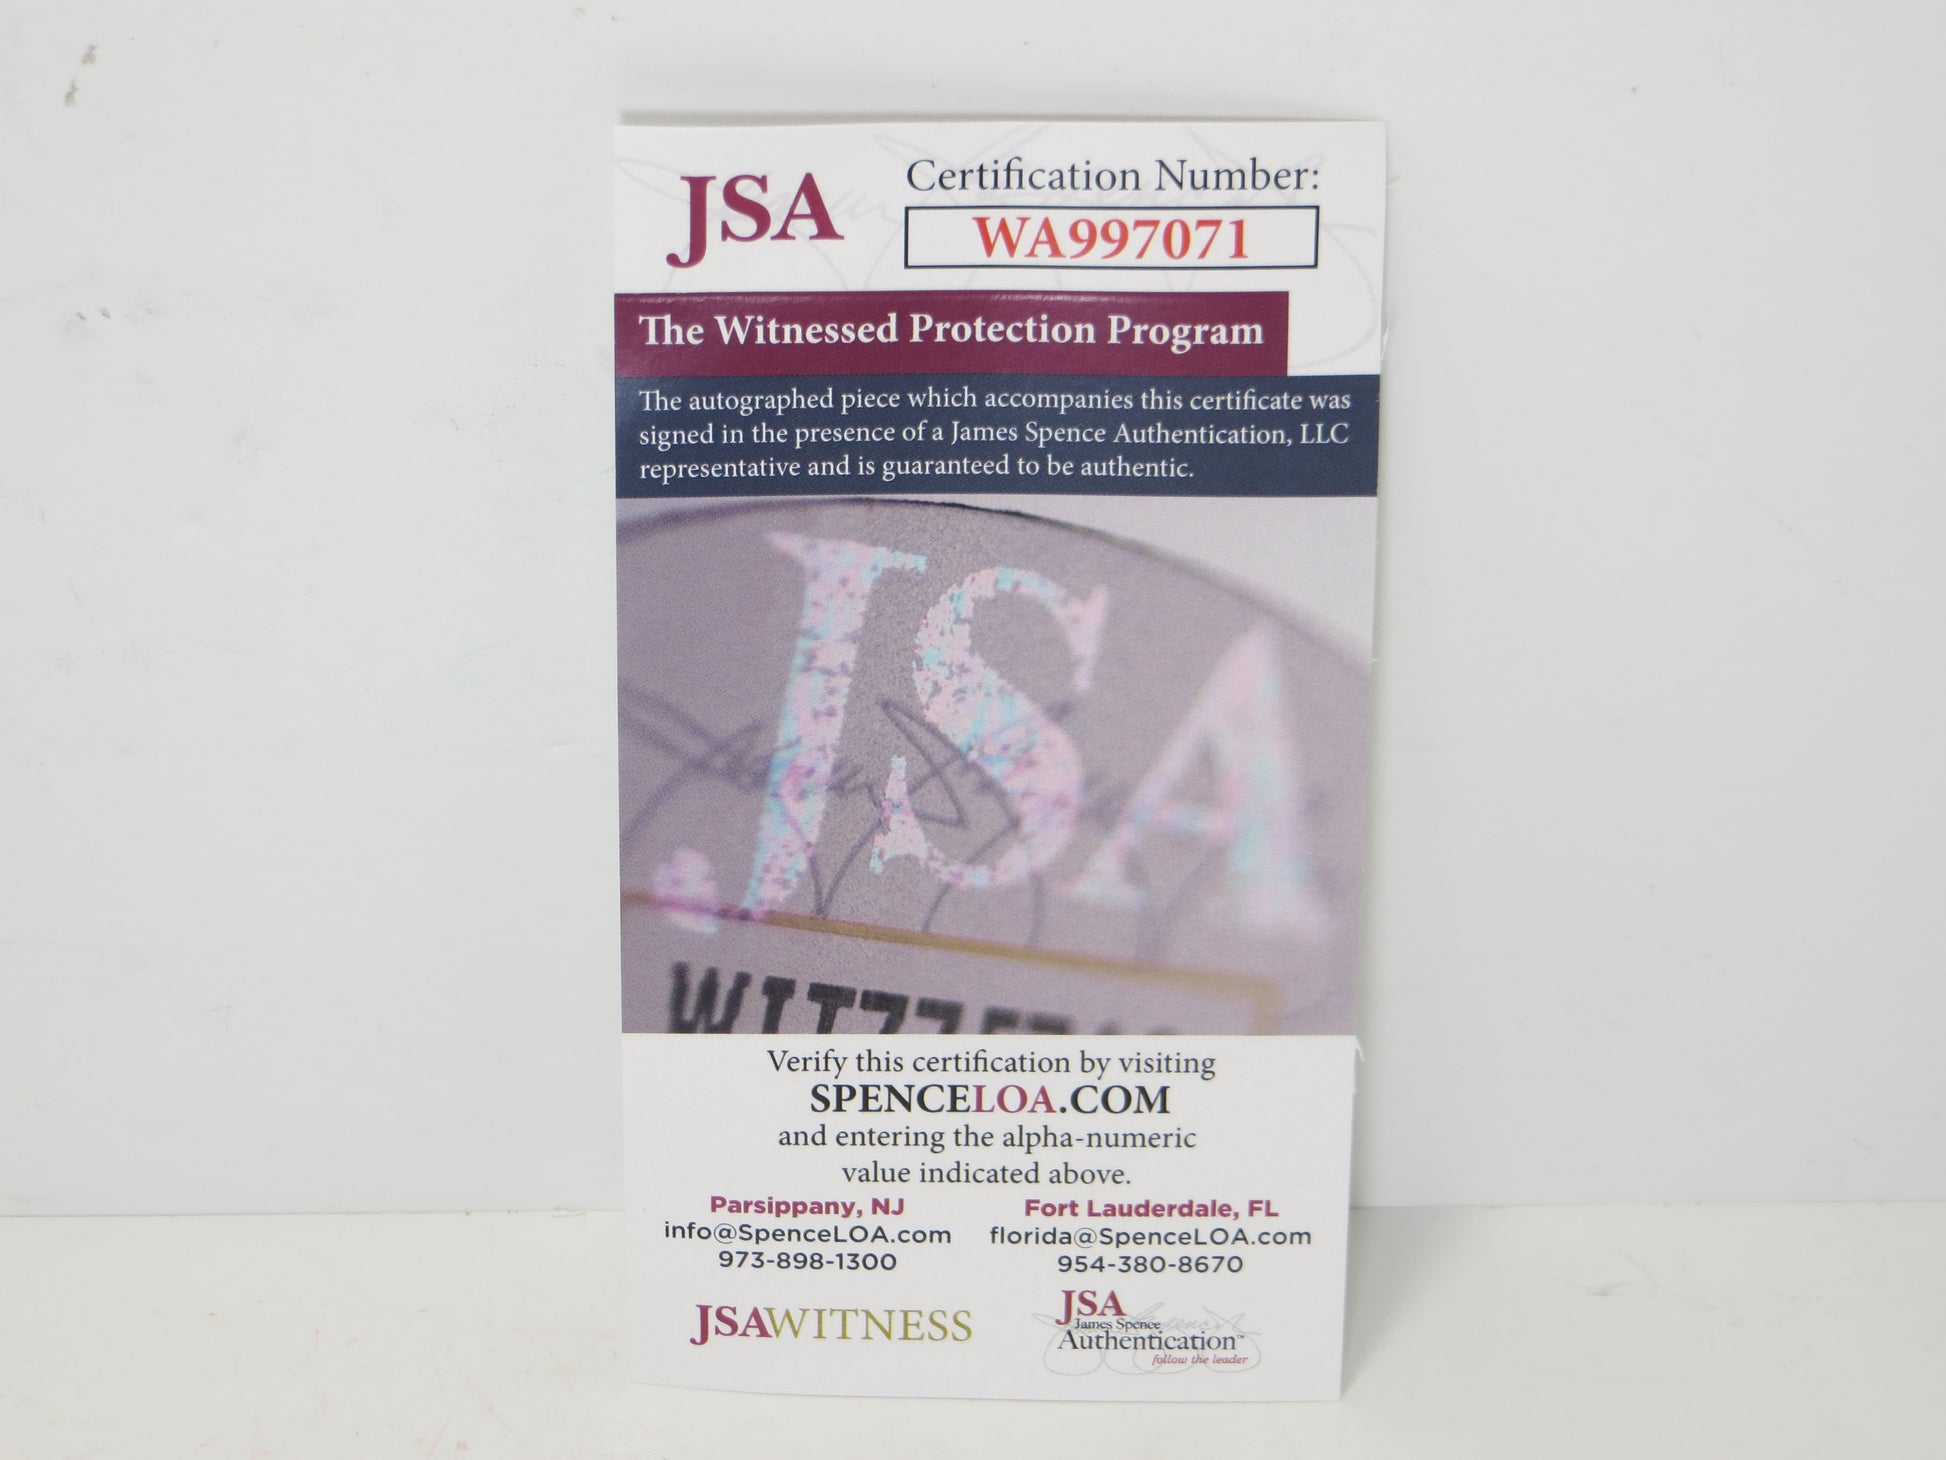 JSA
Certification Number:
WA997071
The Witnessed Protection Program
The autographed piece which accompanies this certificate was
signed in the presence of a James Spence Authentication, LLC
representative and is guaranteed to be authentic.
JSA
Verify this certification by visiting
SPENCELOA.COM
and entering the alpha-numeric
value indicated above.
Parsippany, NJ
info@SpenceLOA.com
973-898-1300
Fort Lauderdale, FL
florida@SpenceLOA.com
954-380-8670
JSAWITNESS
JSA
James Spence
Authentication™
follow the leader